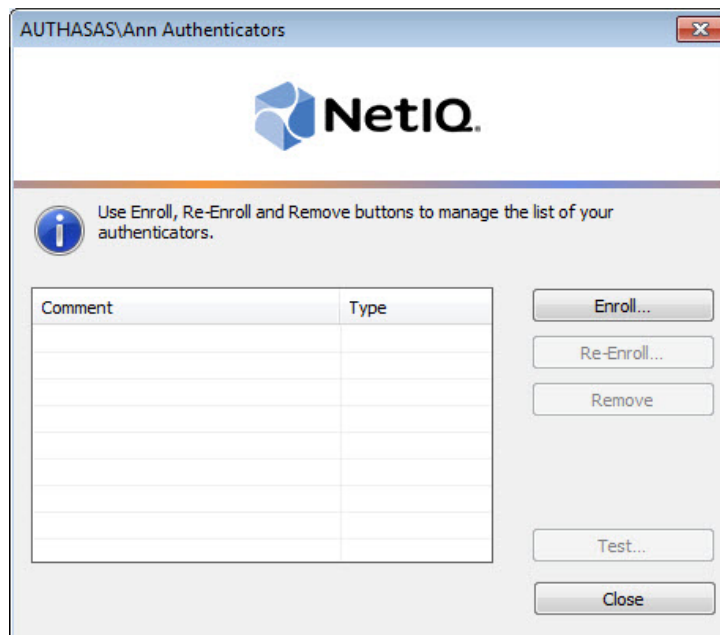 AUTHASAS\Ann Authenticators
NetIQ.
Use Enroll, Re-Enroll and Remove buttons to manage the list of your
authenticators.
Comment Type
Enroll...
Re-Enroll...
Remove
Test...
Close